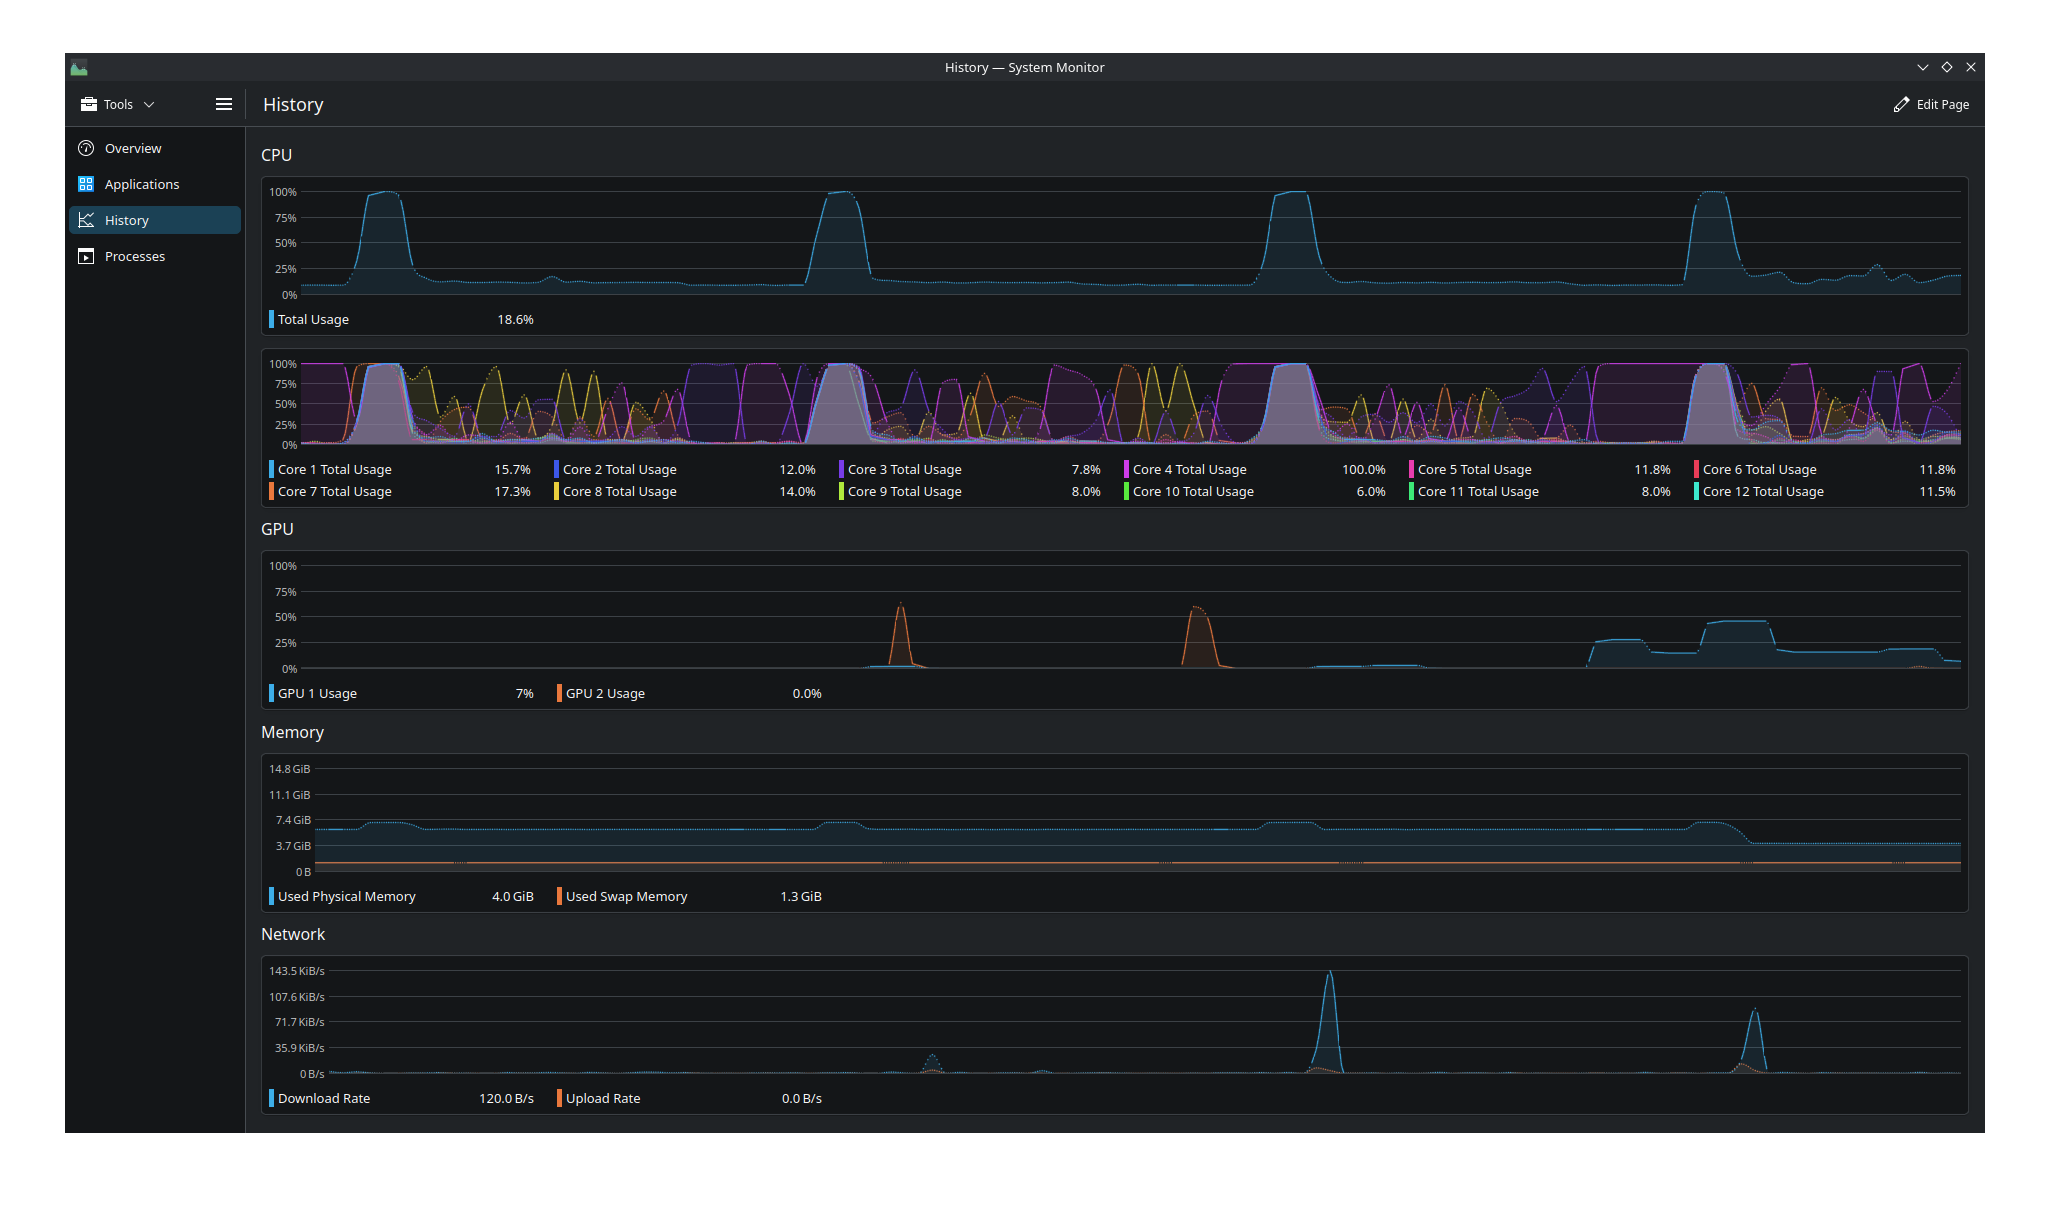 History — System Monitor
Tools
History
Edit Page
Overview
Applications
History
Processes
CPU
100%
75%
50%
25%
0%
Total Usage 18.6%
100%
75%
50%
25%
0%
Core 1 Total Usage 15.7% Core 2 Total Usage 12.0% Core 3 Total Usage 7.8% Core 4 Total Usage 100.0% Core 5 Total Usage 11.8% Core 6 Total Usage 11.8%
Core 7 Total Usage 17.3% Core 8 Total Usage 14.0% Core 9 Total Usage 8.0% Core 10 Total Usage 6.0% Core 11 Total Usage 8.0% Core 12 Total Usage 11.5%
GPU
100%
75%
50%
25%
0%
GPU 1 Usage 7% GPU 2 Usage 0.0%
Memory
14.8 GiB
11.1 GiB
7.4 GiB
3.7 GiB
0 B
Used Physical Memory 4.0 GiB Used Swap Memory 1.3 GiB
Network
143.5 KiB/s
107.6 KiB/s
71.7 KiB/s
35.9 KiB/s
0 B/s
Download Rate 120.0 B/s Upload Rate 0.0 B/s